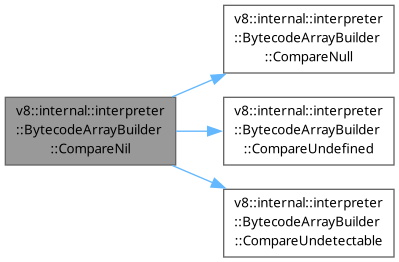 v8::internal::interpreter
::BytecodeArrayBuilder
::CompareNil
v8::internal::interpreter
::BytecodeArrayBuilder
::CompareNull
v8::internal::interpreter
::BytecodeArrayBuilder
::CompareUndefined
v8::internal::interpreter
::BytecodeArrayBuilder
::CompareUndetectable